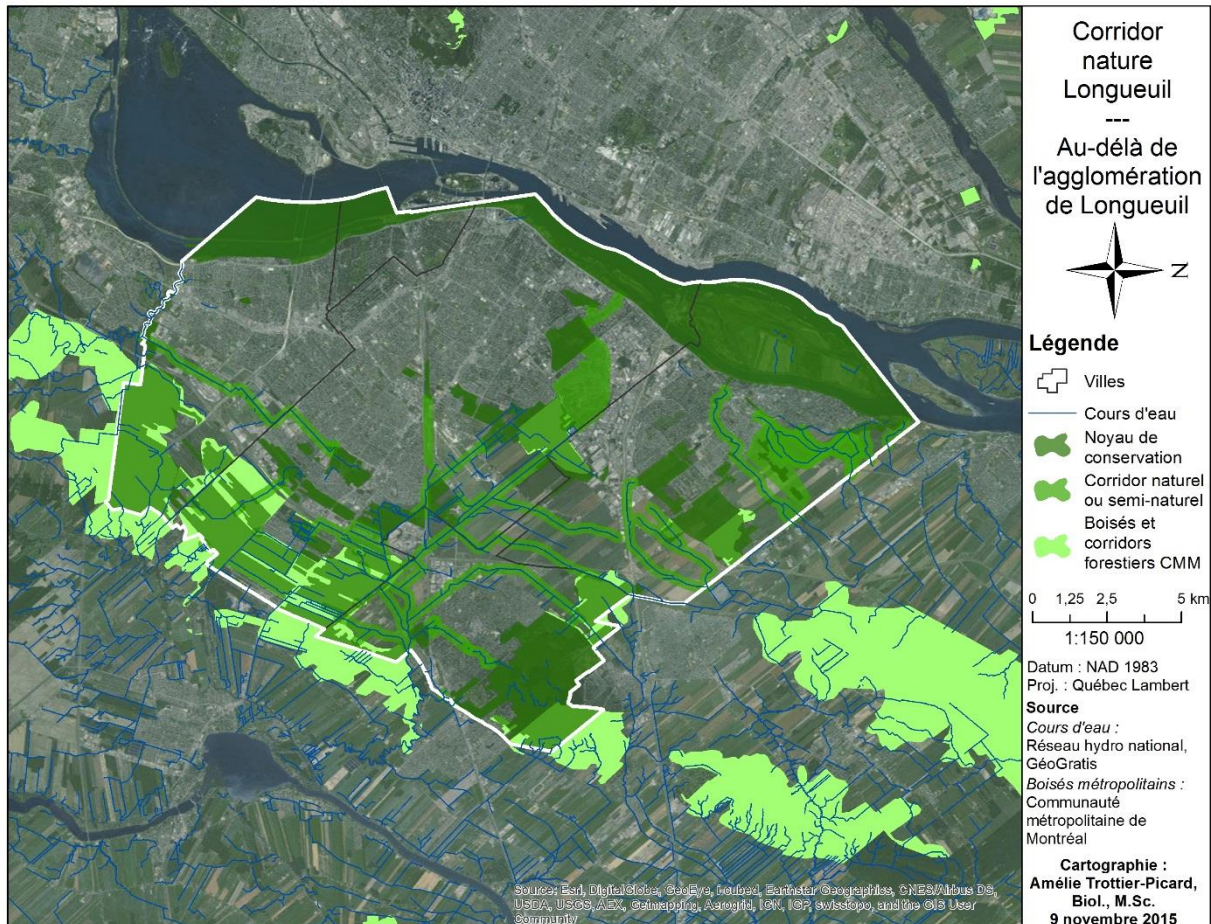 Corridor
nature
Longueuil
---
Au-délà de
l'agglomération
de Longueuil
N
Légende
Villes
Cours d'eau
Noyau de
conservation
Corridor naturel
ou semi-naturel
Boisés et
corridors
forestiers CMM
0 1,25 2,5 5 km
1:150 000
Datum : NAD 1983
Proj. : Québec Lambert
Source
Cours d'eau :
Réseau hydro national,
GéoGratis
Boisés métropolitains :
Communauté
métropolitaine de
Montréal
Cartographie :
Amélie Trottier-Picard,
Biol., M.Sc.
9 novembre 2015
Source: Esri, DigitalGlobe, GeoEye, i-cubed, Earthstar Geographics, CNES/Airbus DS,
USDA, USGS, AEX, Getmapping, Aerogrid, IGN, IGP, swisstopo, and the GIS User
Community